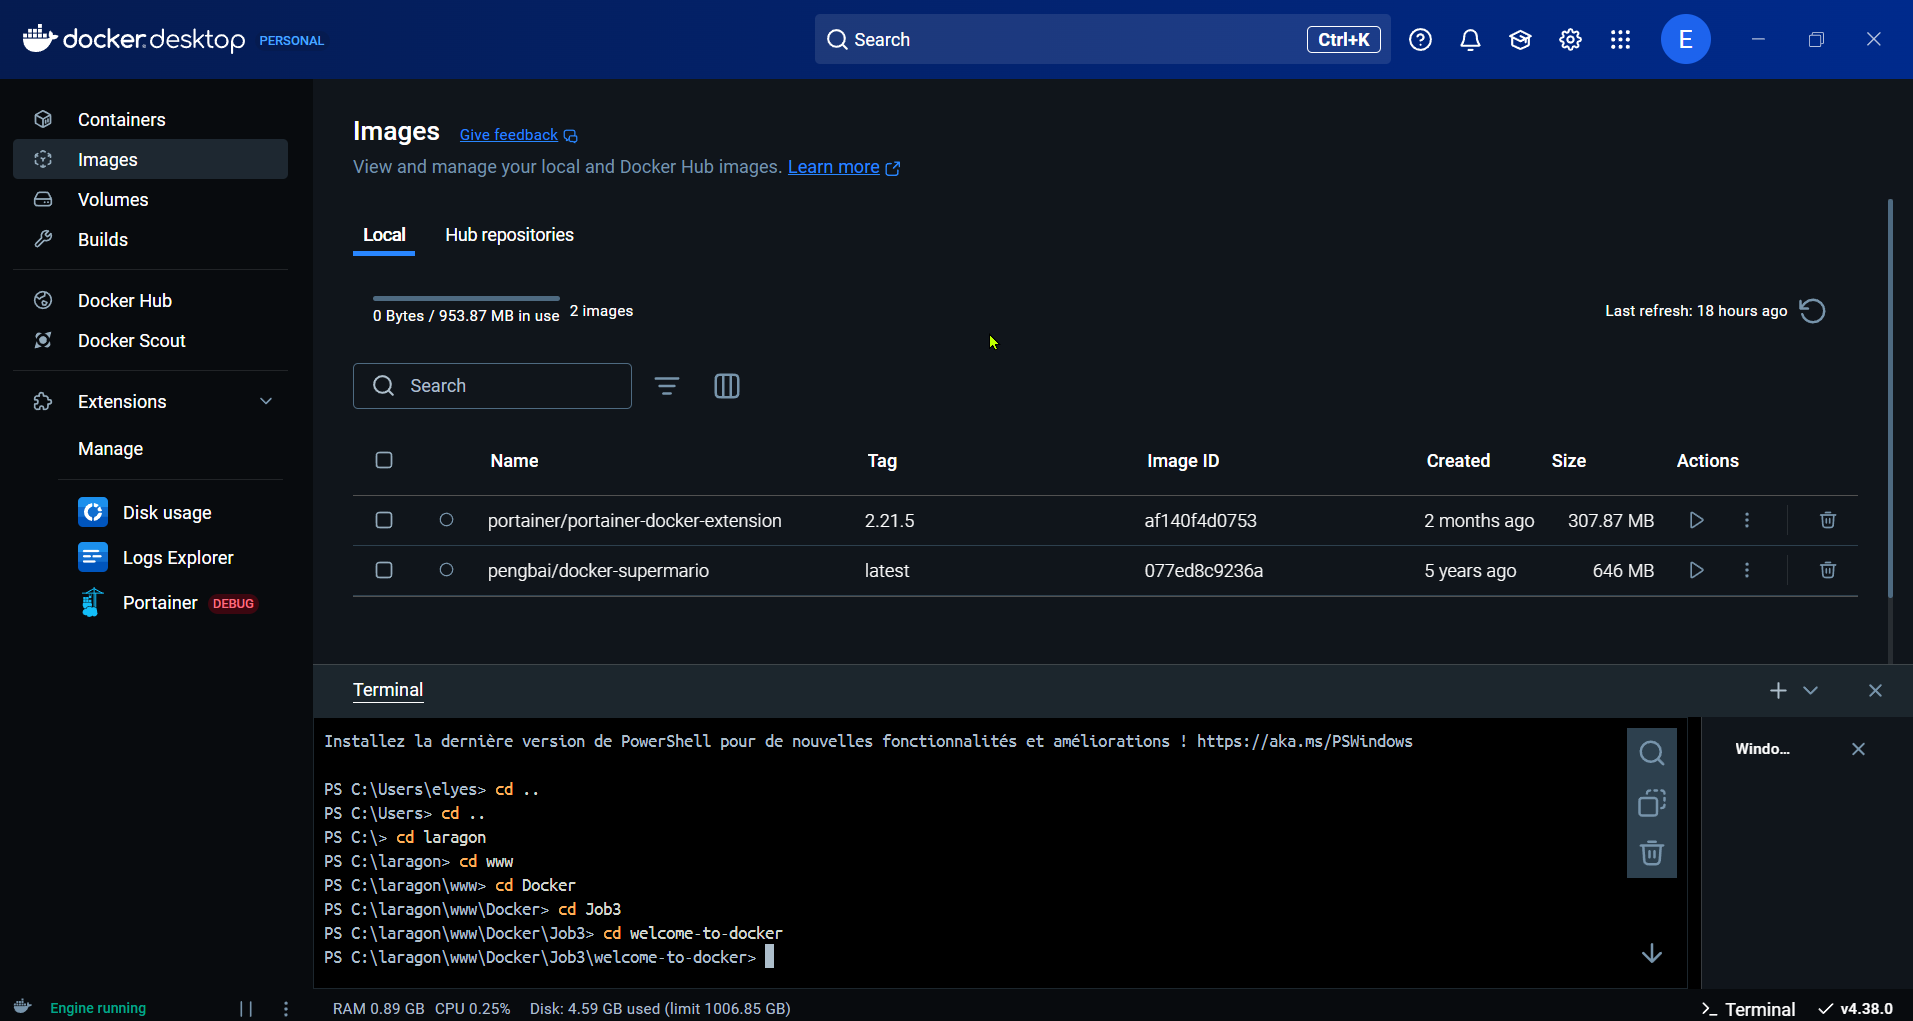 docker.desktop PERSONAL
Search Ctrl+K
E
Containers
Images
Volumes
Builds
Docker Hub
Docker Scout
Extensions
Manage
Disk usage
Logs Explorer
Portainer DEBUG
Images Give feedback
View and manage your local and Docker Hub images. Learn more
Local Hub repositories
0 Bytes / 953.87 MB in use 2 images
Last refresh: 18 hours ago
Search
Name Tag Image ID Created Size Actions
portainer/portainer-docker-extension 2.21.5 af140f4d0753 2 months ago 307.87 MB
pengbai/docker-supermario latest 077ed8c9236a 5 years ago 646 MB
Terminal
Installez la dernière version de PowerShell pour de nouvelles fonctionnalités et améliorations ! https://aka.ms/PSWindows
PS C:\Users\elyes> cd ..
PS C:\Users> cd ..
PS C:\> cd laragon
PS C:\laragon> cd www
PS C:\laragon\www> cd Docker
PS C:\laragon\www\Docker> cd Job3
PS C:\laragon\www\Docker\Job3> cd welcome-to-docker
PS C:\laragon\www\Docker\Job3\welcome-to-docker>
Windo...
Engine running
RAM 0.89 GB CPU 0.25% Disk: 4.59 GB used (limit 1006.85 GB)
>_ Terminal v4.38.0